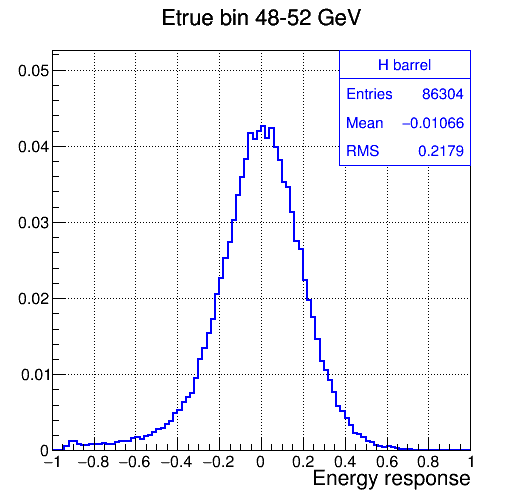 Etrue bin 48-52 GeV
H barrel
Entries 86304
Mean −0.01066
RMS 0.2179
0.05
0.04
0.03
0.02
0.01
0
−1 −0.8 −0.6 −0.4 −0.2 0 0.2 0.4 0.6 0.8 1
Energy response